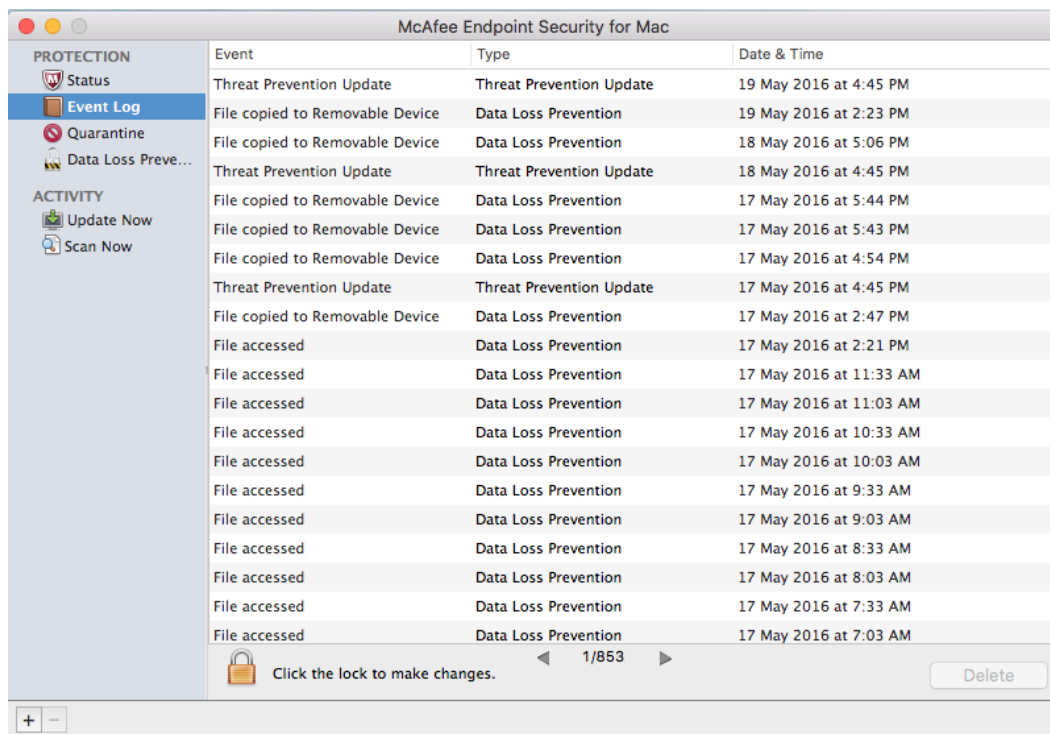 McAfee Endpoint Security for Mac
PROTECTION
Status
Event Log
Quarantine
Data Loss Preve...
ACTIVITY
Update Now
Scan Now
Event Type Date & Time
Threat Prevention Update Threat Prevention Update 19 May 2016 at 4:45 PM
File copied to Removable Device Data Loss Prevention 19 May 2016 at 2:23 PM
File copied to Removable Device Data Loss Prevention 18 May 2016 at 5:06 PM
Threat Prevention Update Threat Prevention Update 18 May 2016 at 4:45 PM
File copied to Removable Device Data Loss Prevention 17 May 2016 at 5:44 PM
File copied to Removable Device Data Loss Prevention 17 May 2016 at 5:43 PM
File copied to Removable Device Data Loss Prevention 17 May 2016 at 4:54 PM
Threat Prevention Update Threat Prevention Update 17 May 2016 at 4:45 PM
File copied to Removable Device Data Loss Prevention 17 May 2016 at 2:47 PM
File accessed Data Loss Prevention 17 May 2016 at 2:21 PM
File accessed Data Loss Prevention 17 May 2016 at 11:33 AM
File accessed Data Loss Prevention 17 May 2016 at 11:03 AM
File accessed Data Loss Prevention 17 May 2016 at 10:33 AM
File accessed Data Loss Prevention 17 May 2016 at 10:03 AM
File accessed Data Loss Prevention 17 May 2016 at 9:33 AM
File accessed Data Loss Prevention 17 May 2016 at 9:03 AM
File accessed Data Loss Prevention 17 May 2016 at 8:33 AM
File accessed Data Loss Prevention 17 May 2016 at 8:03 AM
File accessed Data Loss Prevention 17 May 2016 at 7:33 AM
File accessed Data Loss Prevention 17 May 2016 at 7:03 AM
1/853
Click the lock to make changes.
Delete